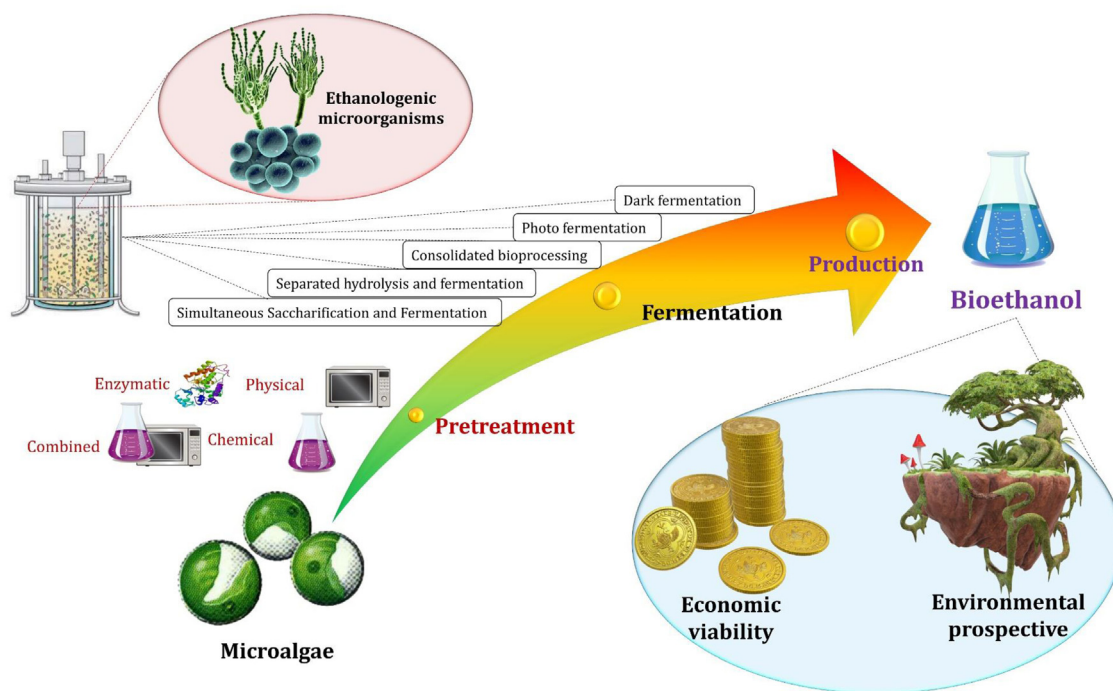 Ethanologenic
microorganisms
Dark fermentation
Photo fermentation
Consolidated bioprocessing
Separated hydrolysis and fermentation
Simultaneous Saccharification and Fermentation
Production
Fermentation
Bioethanol
Enzymatic
Physical
Combined
Chemical
Pretreatment
Microalgae
Economic
viability
Environmental
prospective